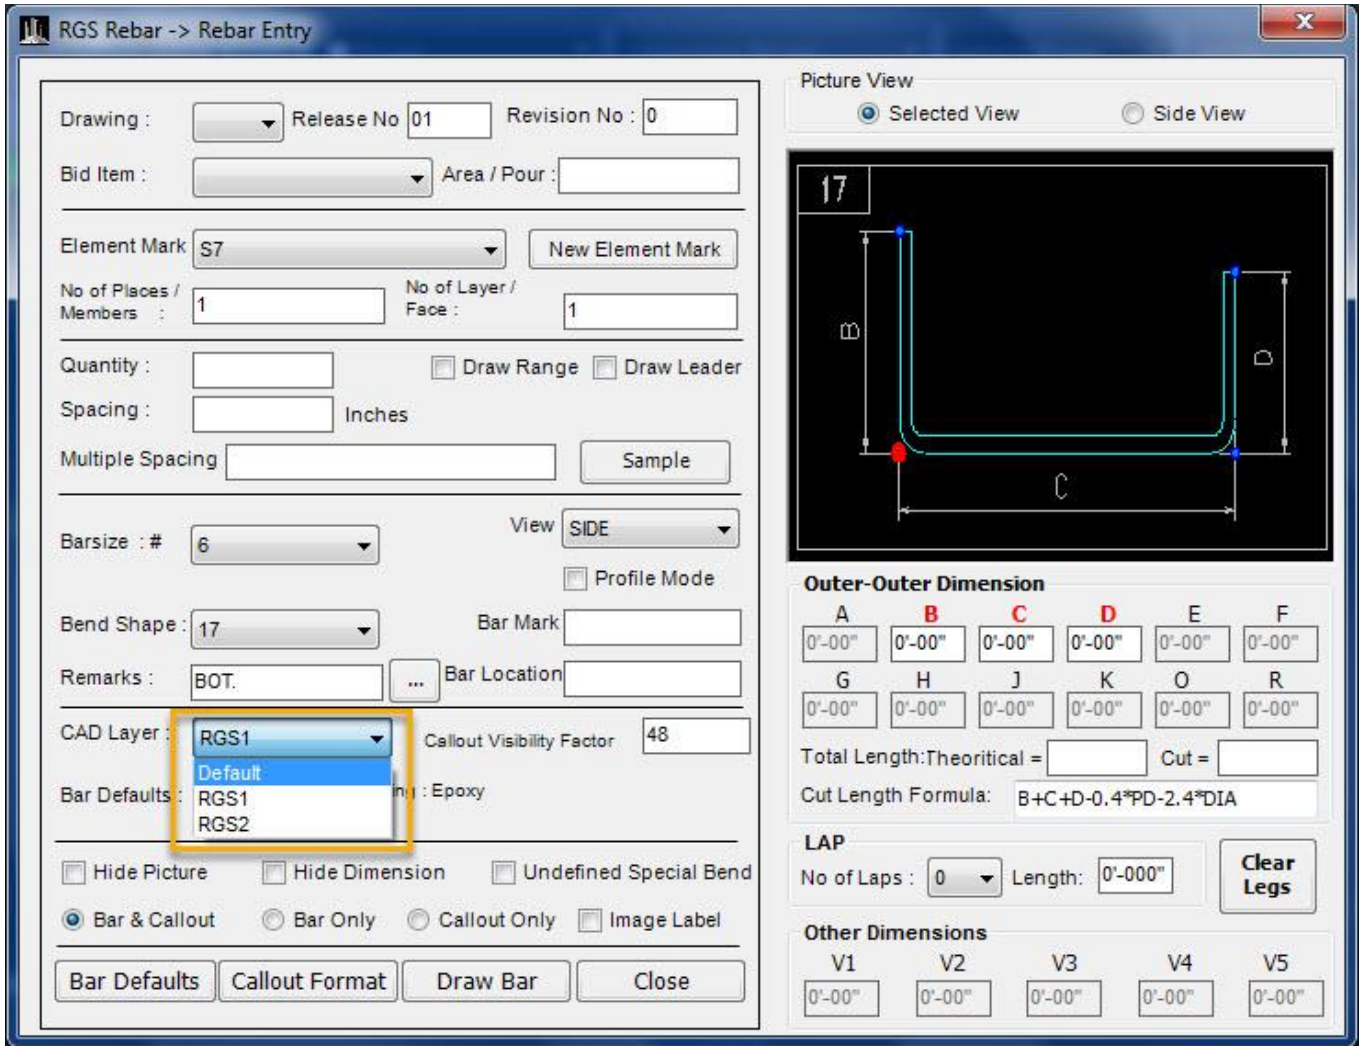 RGS Rebar -> Rebar Entry
X
Drawing :
Release No 01
Revision No : 0
Bid Item :
Area / Pour :
Element Mark S7
New Element Mark
No of Places /
Members : 1
No of Layer /
Face : 1
Quantity :
Draw Range
Draw Leader
Spacing :
Inches
Multiple Spacing
Sample
Barsize : # 6
View SIDE
Profile Mode
Bend Shape : 17
Bar Mark
Remarks : BOT.
...
Bar Location
CAD Layer : RGS1
Callout Visibility Factor 48
Default
RGS1
RGS2
Bar Defaults :
ing : Epoxy
Hide Picture
Hide Dimension
Undefined Special Bend
Bar & Callout
Bar Only
Callout Only
Image Label
Bar Defaults
Callout Format
Draw Bar
Close
Picture View
Selected View
Side View
17
B
D
C
Outer-Outer Dimension
A B C D E F
0'-00" 0'-00" 0'-00" 0'-00" 0'-00" 0'-00"
G H J K O R
0'-00" 0'-00" 0'-00" 0'-00" 0'-00" 0'-00"
Total Length:Theoritical =
Cut =
Cut Length Formula: B+C+D-0.4*PD-2.4*DIA
LAP
No of Laps : 0
Length: 0'-000"
Clear
Legs
Other Dimensions
V1 V2 V3 V4 V5
0'-00" 0'-00" 0'-00" 0'-00" 0'-00"